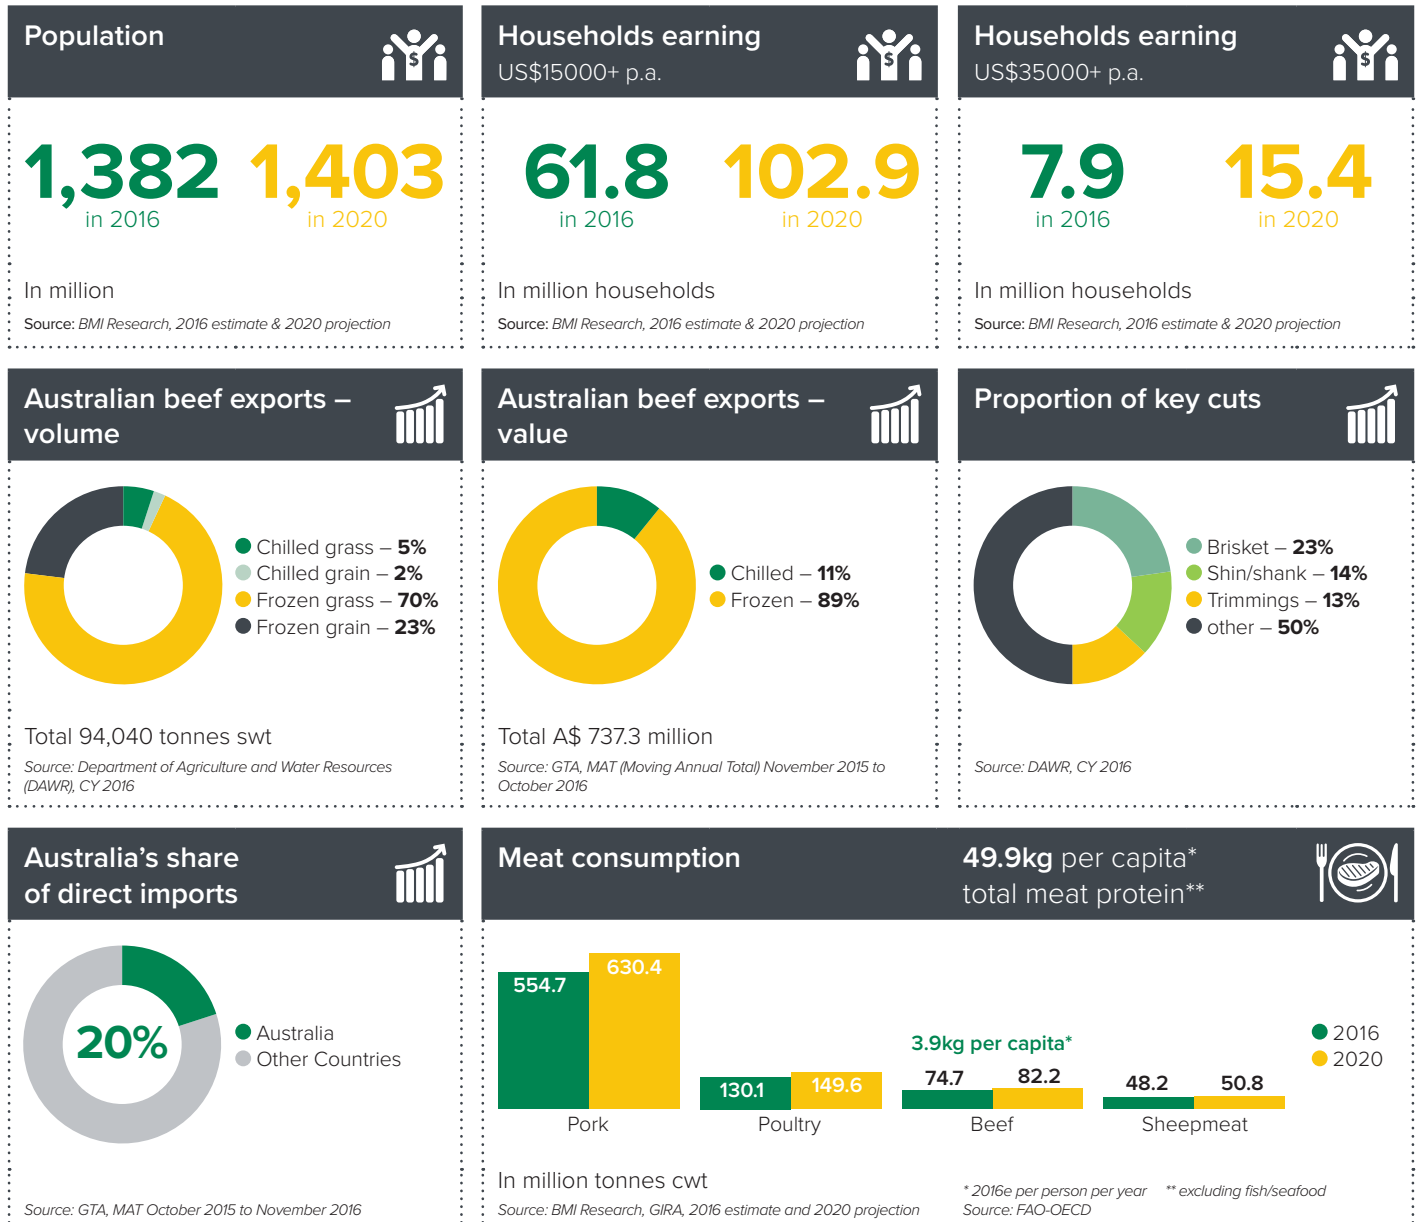 Population
$
1,382
in 2016
1,403
in 2020
In million
Source: BMI Research, 2016 estimate & 2020 projection
Households earning
US$15000+ p.a.
$
61.8
in 2016
102.9
in 2020
In million households
Source: BMI Research, 2016 estimate & 2020 projection
Households earning
US$35000+ p.a.
$
7.9
in 2016
15.4
in 2020
In million households
Source: BMI Research, 2016 estimate & 2020 projection
Australian beef exports –
volume
Chilled grass – 5%
Chilled grain – 2%
Frozen grass – 70%
Frozen grain – 23%
Total 94,040 tonnes swt
Source: Department of Agriculture and Water Resources
(DAWR), CY 2016
Australian beef exports –
value
Chilled – 11%
Frozen – 89%
Total A$ 737.3 million
Source: GTA, MAT (Moving Annual Total) November 2015 to
October 2016
Proportion of key cuts
Brisket – 23%
Shin/shank – 14%
Trimmings – 13%
other – 50%
Source: DAWR, CY 2016
Australia’s share
of direct imports
20%
Australia
Other Countries
Source: GTA, MAT October 2015 to November 2016
Meat consumption
49.9kg per capita*
total meat protein**
554.7
630.4
Pork
130.1
149.6
Poultry
3.9kg per capita*
74.7
82.2
Beef
48.2
50.8
Sheepmeat
2016
2020
In million tonnes cwt
Source: BMI Research, GIRA, 2016 estimate and 2020 projection
* 2016e per person per year ** excluding fish/seafood
Source: FAO-OECD